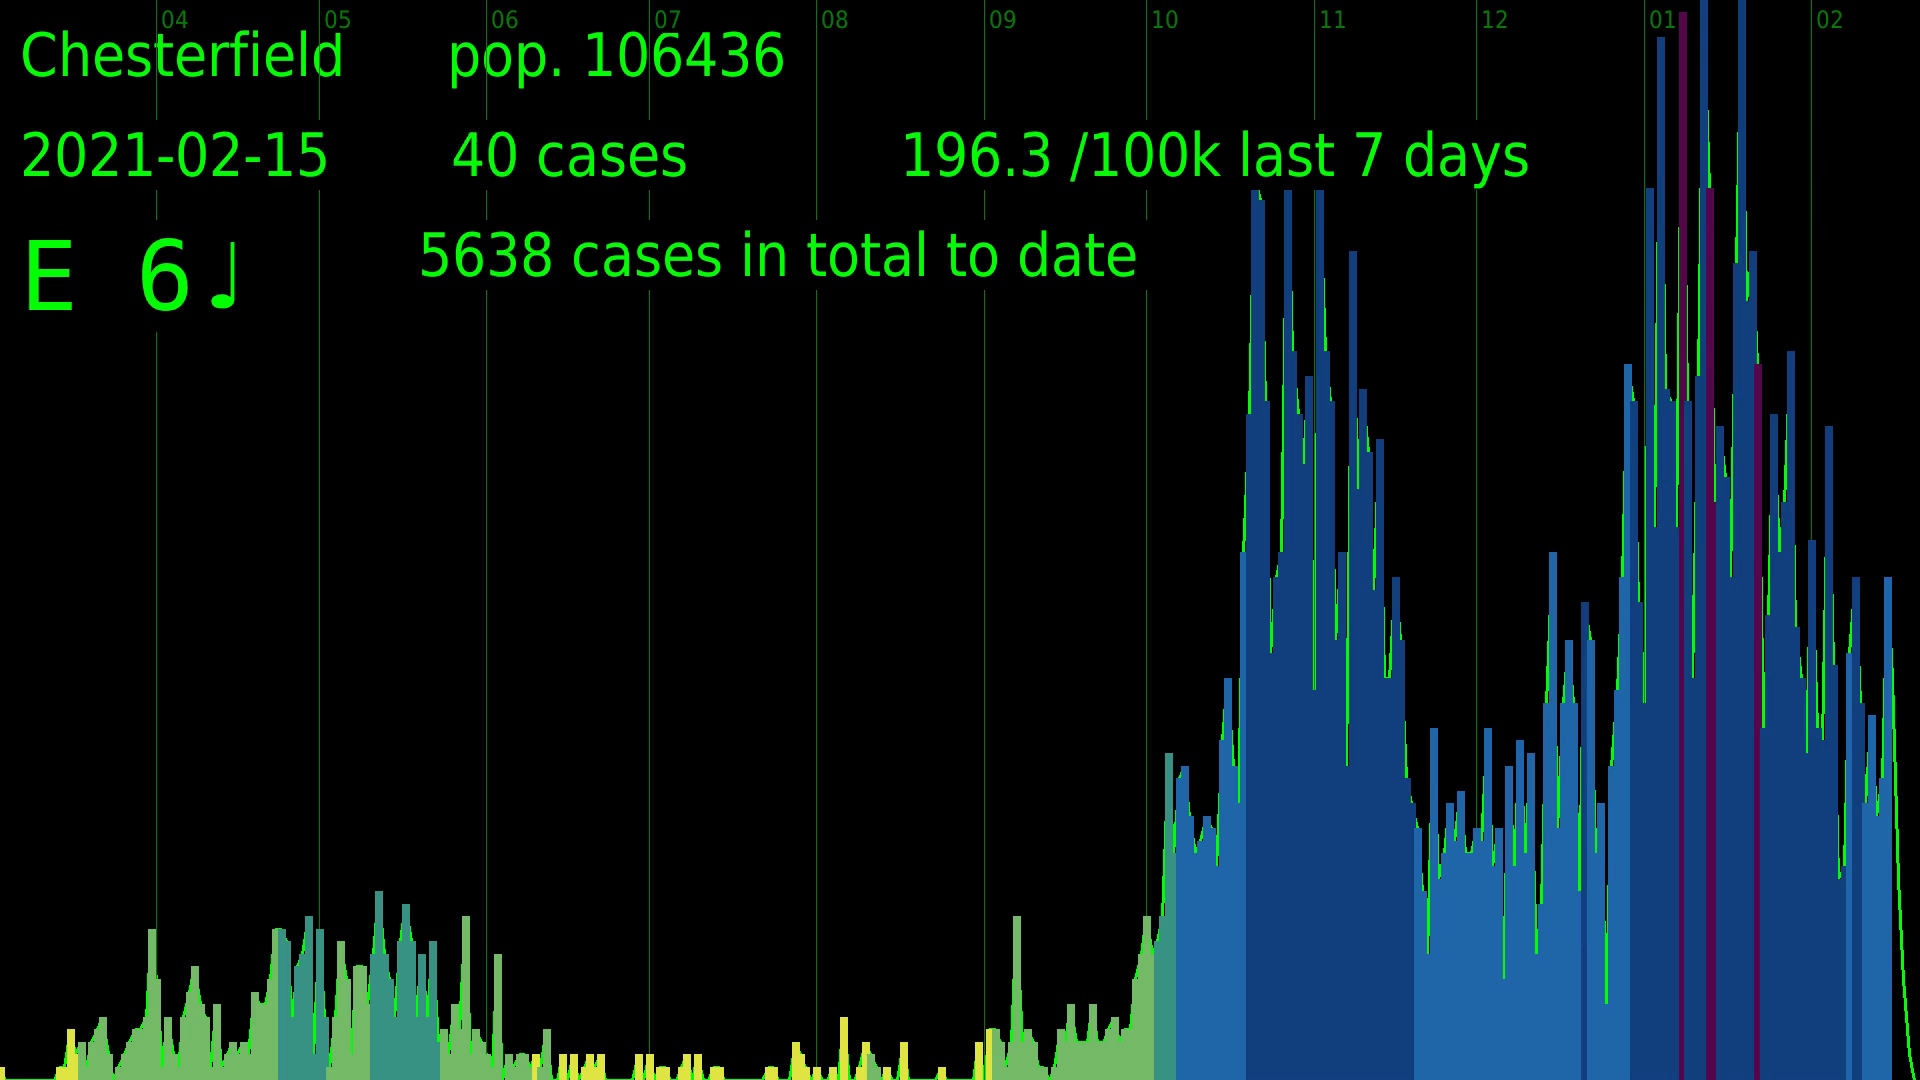 04 05 06 07 08 09 10 11 12 01 02
Chesterfield pop. 106436
2021-02-15 40 cases 196.3 /100k last 7 days
5638 cases in total to date
E 6♩